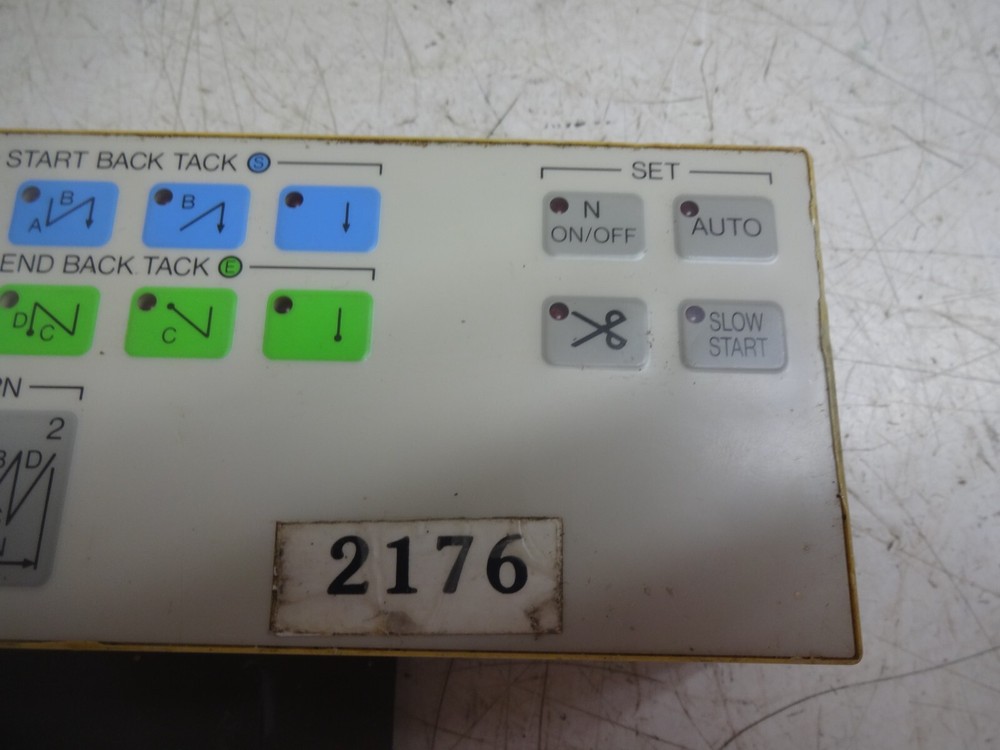 START BACK TACK S
SET
A B
B
N
ON/OFF
AUTO
END BACK TACK E
D C
C
SLOW
START
2
D
2176